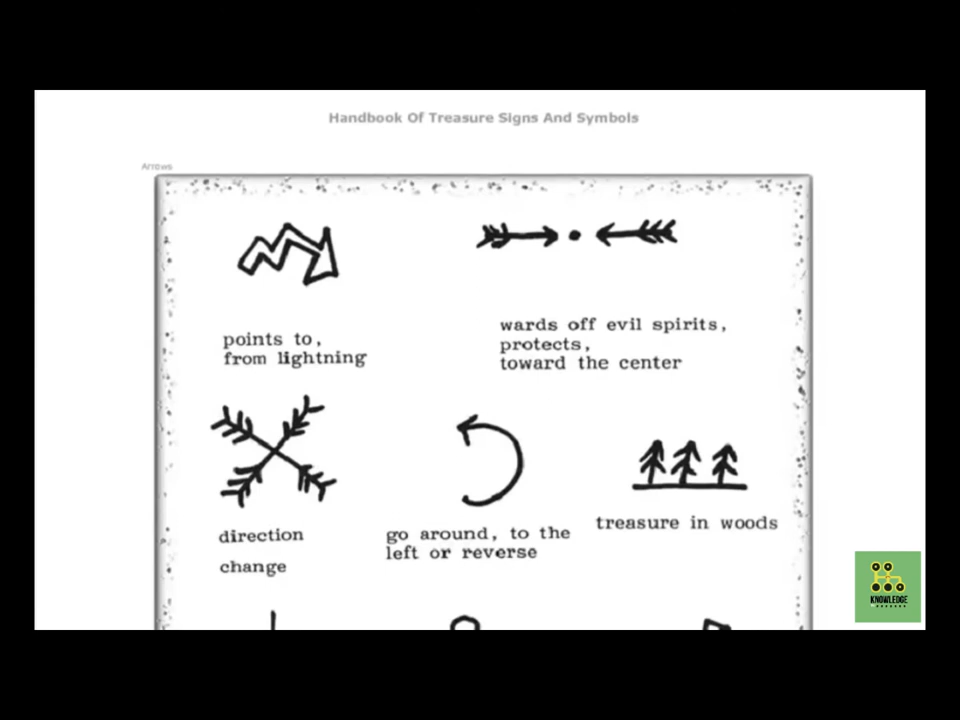 Handbook Of Treasure Signs And Symbols
Arrows
points to,
from lightning
wards off evil spirits,
protects,
toward the center
direction
change
go around, to the
left or reverse
treasure in woods
KNOWLEDGE